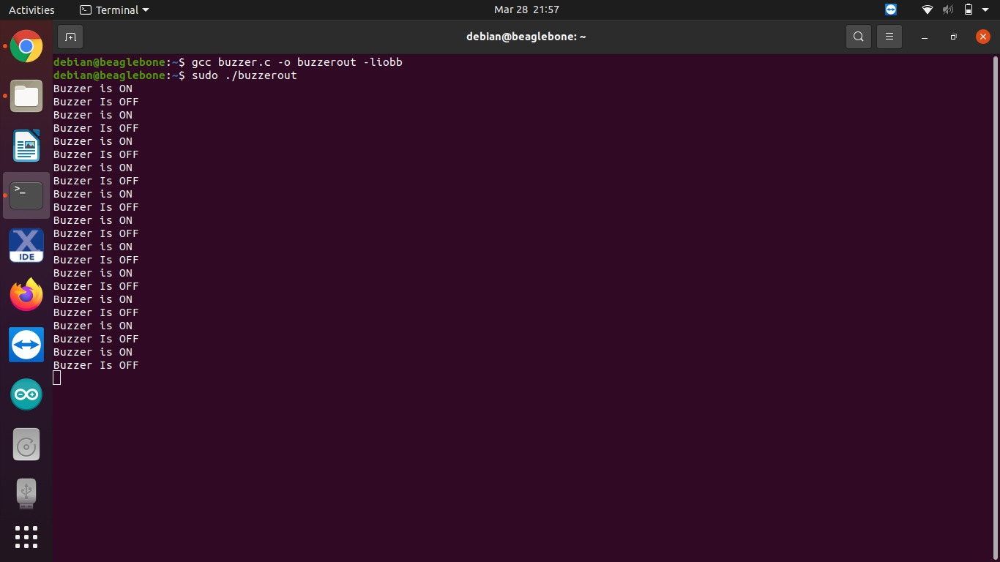 Activities
Terminal
Mar 28 21:57
debian@beaglebone: ~
debian@beaglebone:~$ gcc buzzer.c -o buzzerout -liobb
debian@beaglebone:~$ sudo ./buzzerout
Buzzer is ON
Buzzer Is OFF
Buzzer is ON
Buzzer Is OFF
Buzzer is ON
Buzzer Is OFF
Buzzer is ON
Buzzer Is OFF
Buzzer is ON
Buzzer Is OFF
Buzzer is ON
Buzzer Is OFF
Buzzer is ON
Buzzer Is OFF
Buzzer is ON
Buzzer Is OFF
Buzzer is ON
Buzzer Is OFF
Buzzer is ON
Buzzer Is OFF
Buzzer is ON
Buzzer Is OFF
>_
X
IDE